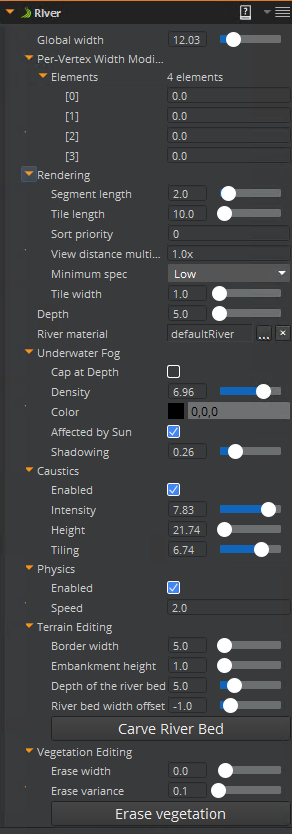 River
Global width 12.03
Per-Vertex Width Modi...
Elements 4 elements
[0] 0.0
[1] 0.0
[2] 0.0
[3] 0.0
Rendering
Segment length 2.0
Tile length 10.0
Sort priority 0
View distance multi... 1.0x
Minimum spec Low
Tile width 1.0
Depth 5.0
River material defaultRiver ...
Underwater Fog
Cap at Depth
Density 6.96
Color 0,0,0
Affected by Sun
Shadowing 0.26
Caustics
Enabled
Intensity 7.83
Height 21.74
Tiling 6.74
Physics
Enabled
Speed 2.0
Terrain Editing
Border width 5.0
Embankment height 1.0
Depth of the river bed 5.0
River bed width offset -1.0
Carve River Bed
Vegetation Editing
Erase width 0.0
Erase variance 0.1
Erase vegetation